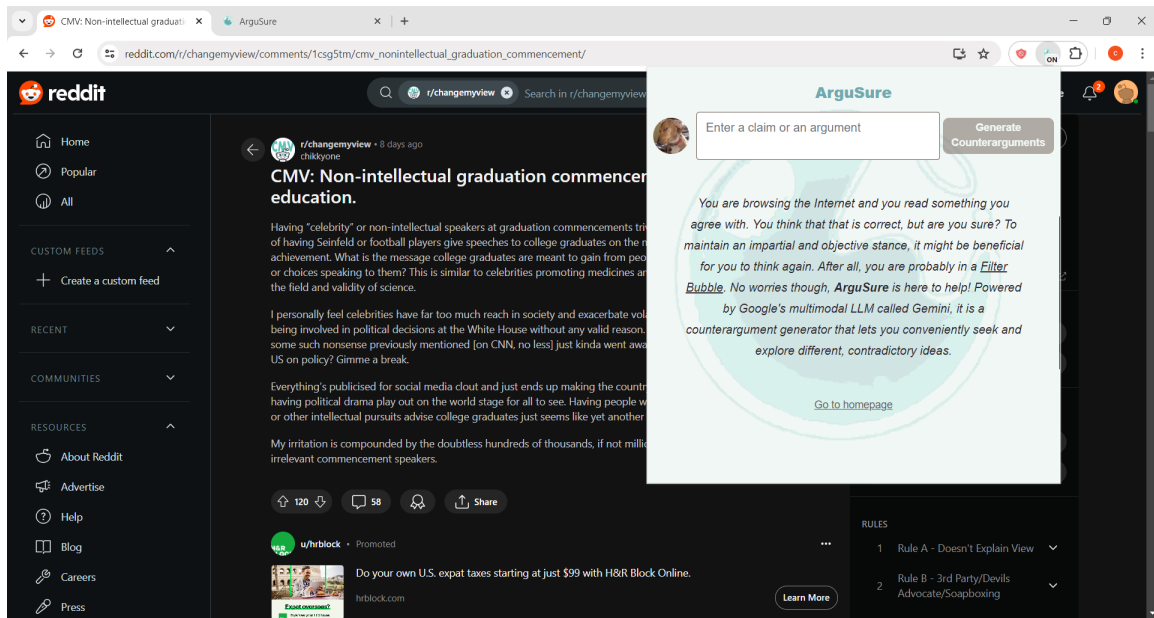 CMV: Non-intellectual graduati
ArguSure
reddit.com/r/changemyview/comments/1csg5tm/cmv_nonintellectual_graduation_commencement/
ON
C
reddit
r/changemyview
Search in r/changemyview
2
Home
Popular
All
CUSTOM FEEDS
Create a custom feed
RECENT
COMMUNITIES
RESOURCES
About Reddit
Advertise
Help
Blog
Careers
Press
CMV
r/changemyview • 8 days ago
chikkyone
CMV: Non-intellectual graduation commencer
education.
Having "celebrity" or non-intellectual speakers at graduation commencements tri
of having Seinfeld or football players give speeches to college graduates on the
achievement. What is the message college graduates are meant to gain from peo
or choices speaking to them? This is similar to celebrities promoting medicines a
the field and validity of science.
I personally feel celebrities have far too much reach in society and exacerbate vol
being involved in political decisions at the White House without any valid reason.
some such nonsense previously mentioned [on CNN, no less] just kinda went awa
US on policy? Gimme a break.
Everything's publicised for social media clout and just ends up making the countr
having political drama play out on the world stage for all to see. Having people w
or other intellectual pursuits advise college graduates just seems like yet another
My irritation is compounded by the doubtless hundreds of thousands, if not milli
irrelevant commencement speakers.
120
58
Share
H&R
BLOCK
u/hrblock • Promoted
Do your own U.S. expat taxes starting at just $99 with H&R Block Online.
hrblock.com
Learn More
Expat overseas?
ArguSure
Enter a claim or an argument
Generate
Counterarguments
You are browsing the Internet and you read something you
agree with. You think that that is correct, but are you sure? To
maintain an impartial and objective stance, it might be beneficial
for you to think again. After all, you are probably in a Filter
Bubble. No worries though, ArguSure is here to help! Powered
by Google's multimodal LLM called Gemini, it is a
counterargument generator that lets you conveniently seek and
explore different, contradictory ideas.
Go to homepage
RULES
1 Rule A - Doesn't Explain View
2 Rule B - 3rd Party/Devils
Advocate/Soapboxing